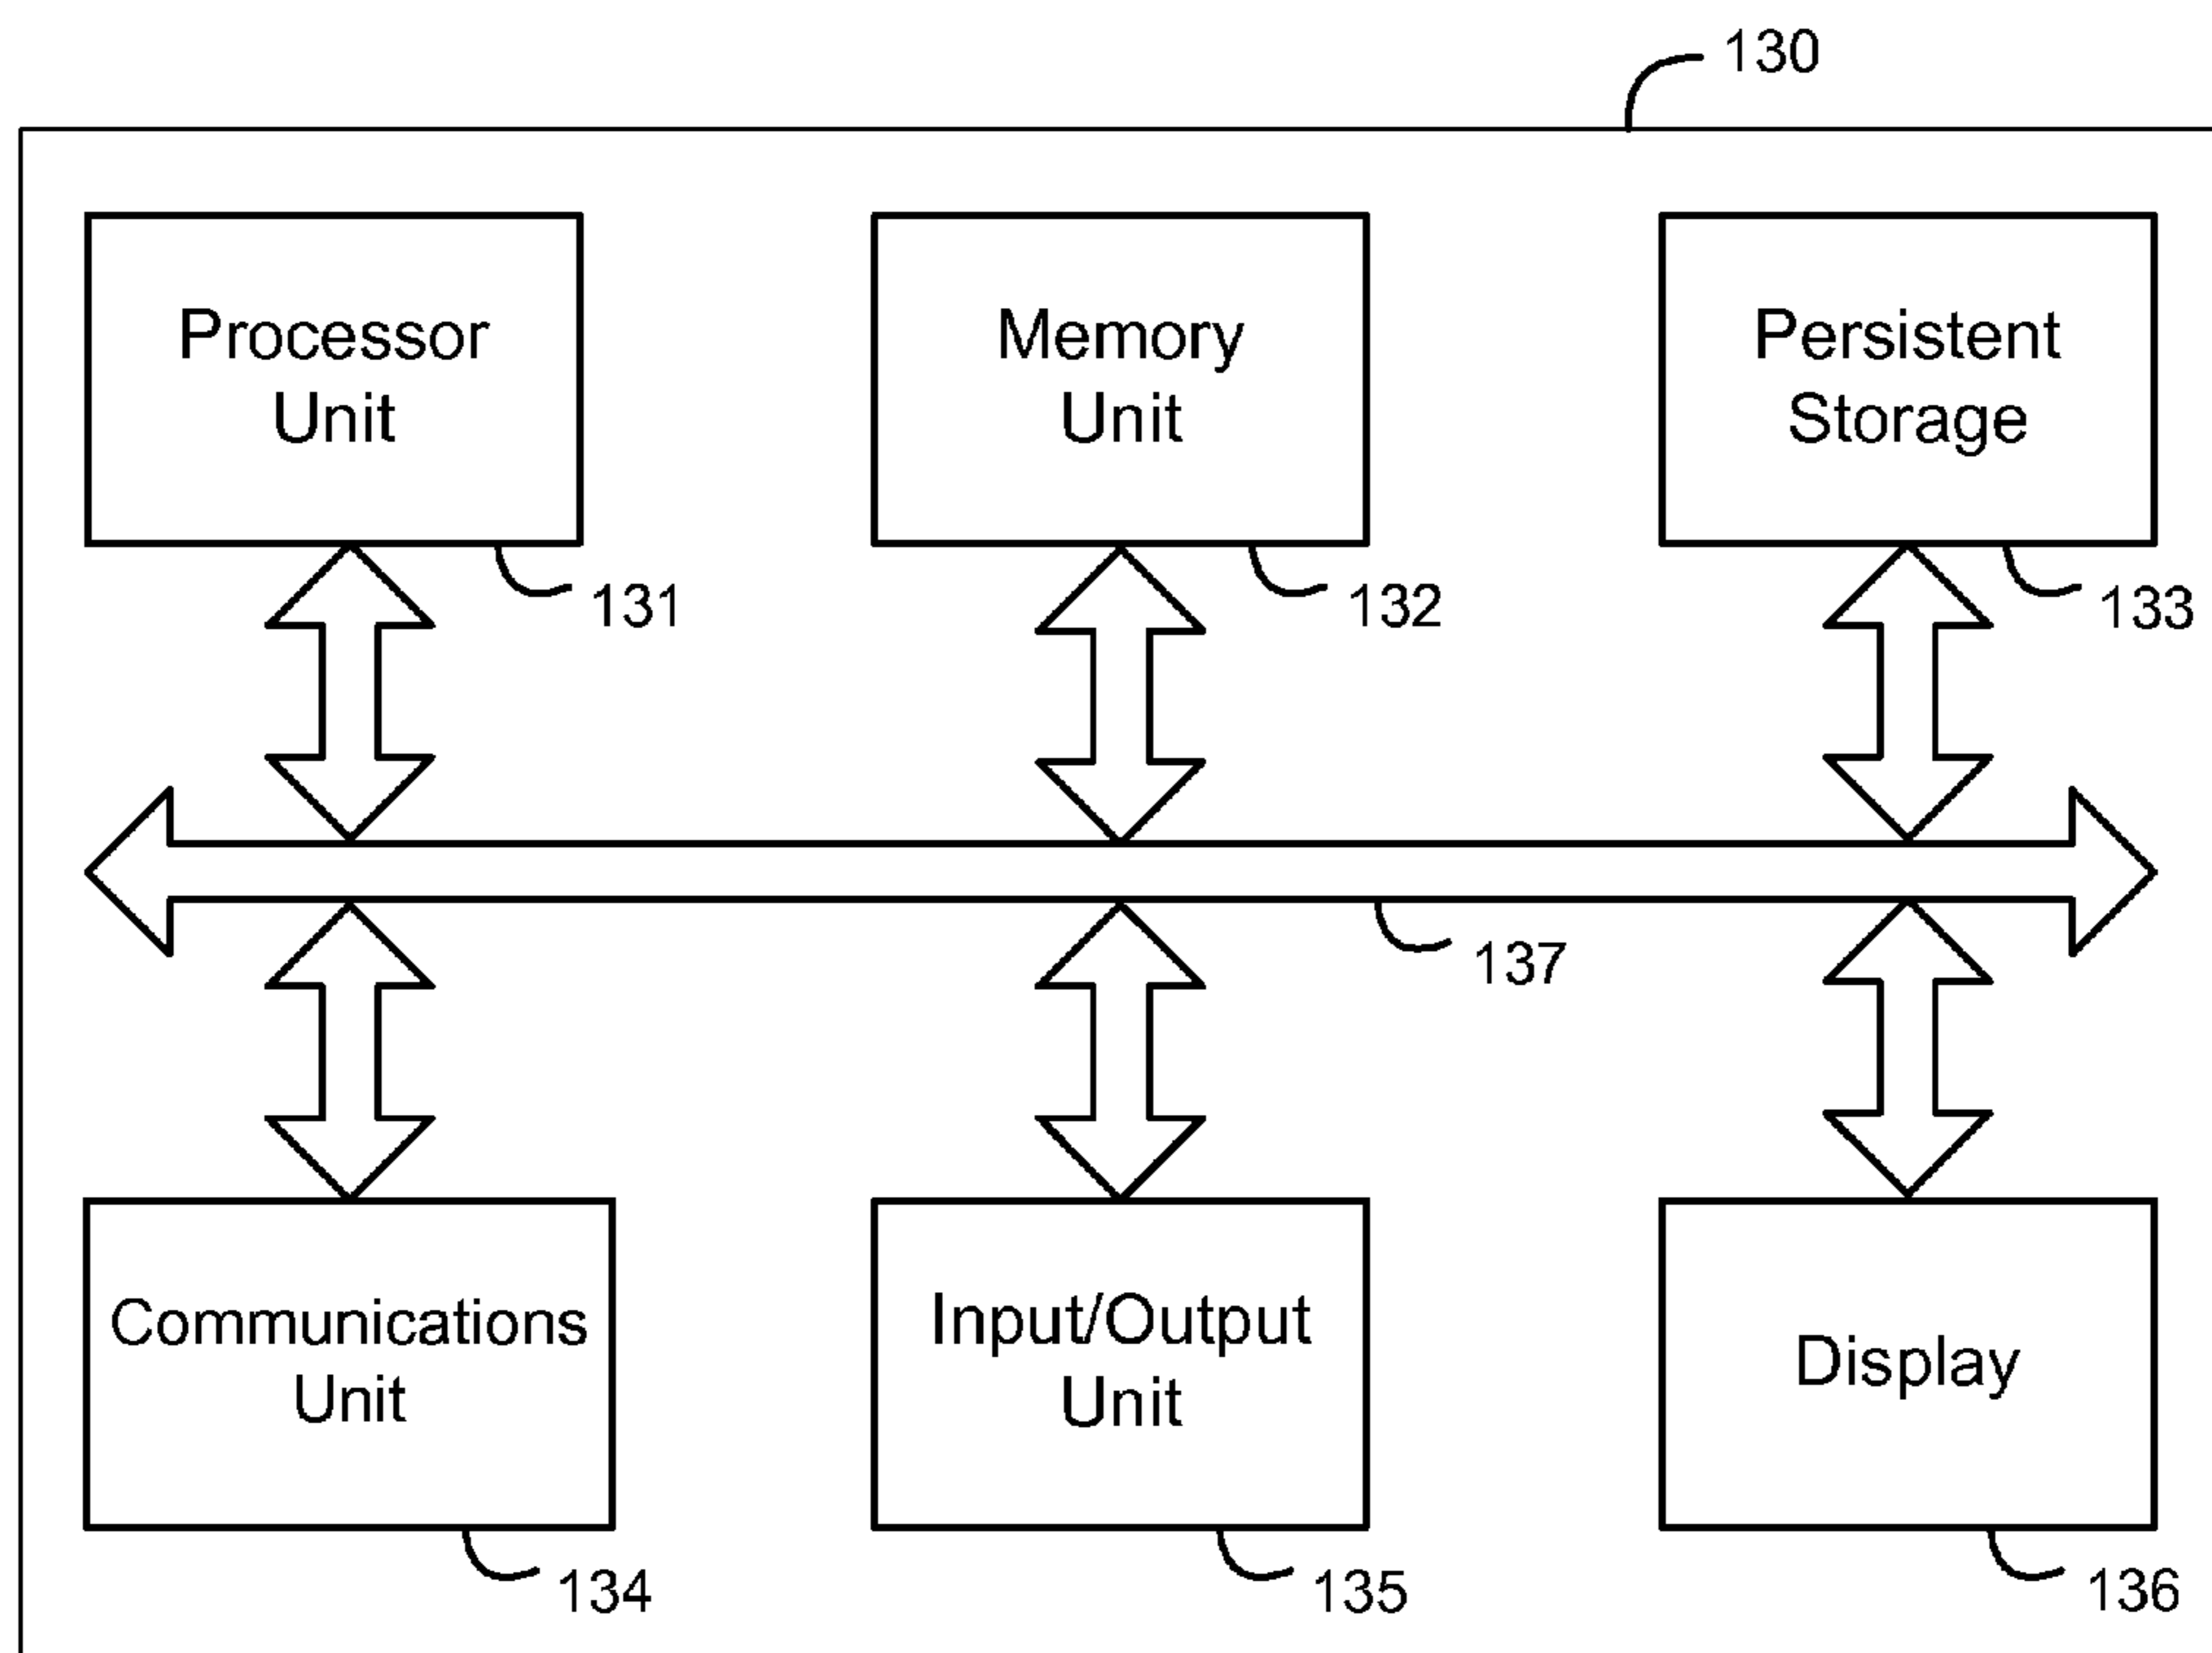 130
Processor
Unit
131
Memory
Unit
132
Persistent
Storage
133
137
Communications
Unit
134
Input/Output
Unit
135
Display
136